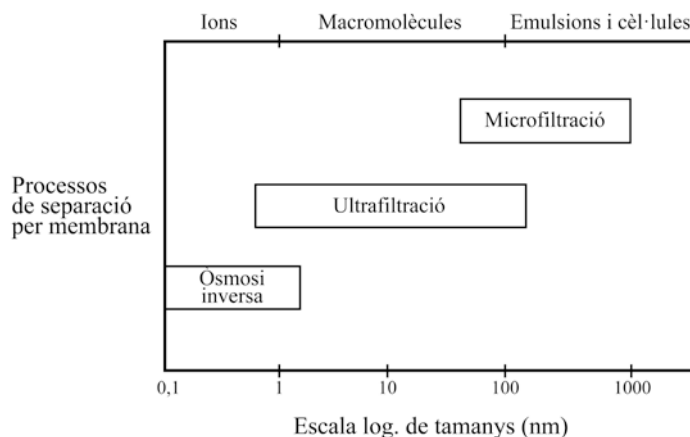 Ions Macromolècules Emulsions i cèl·lules
Microfiltració
Processos
de separació
per membrana
Ultrafiltració
Òsmosi
inversa
0,1 1 10 100 1000
Escala log. de tamanys (nm)